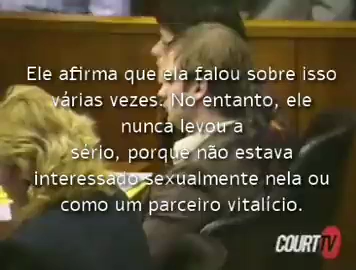 Ele afirma que ela falou sobre isso
várias vezes. No entanto, ele
nunca levou a
sério, porque não estava
interessado sexualmente nela ou
como um parceiro vitalício.
COURT TV